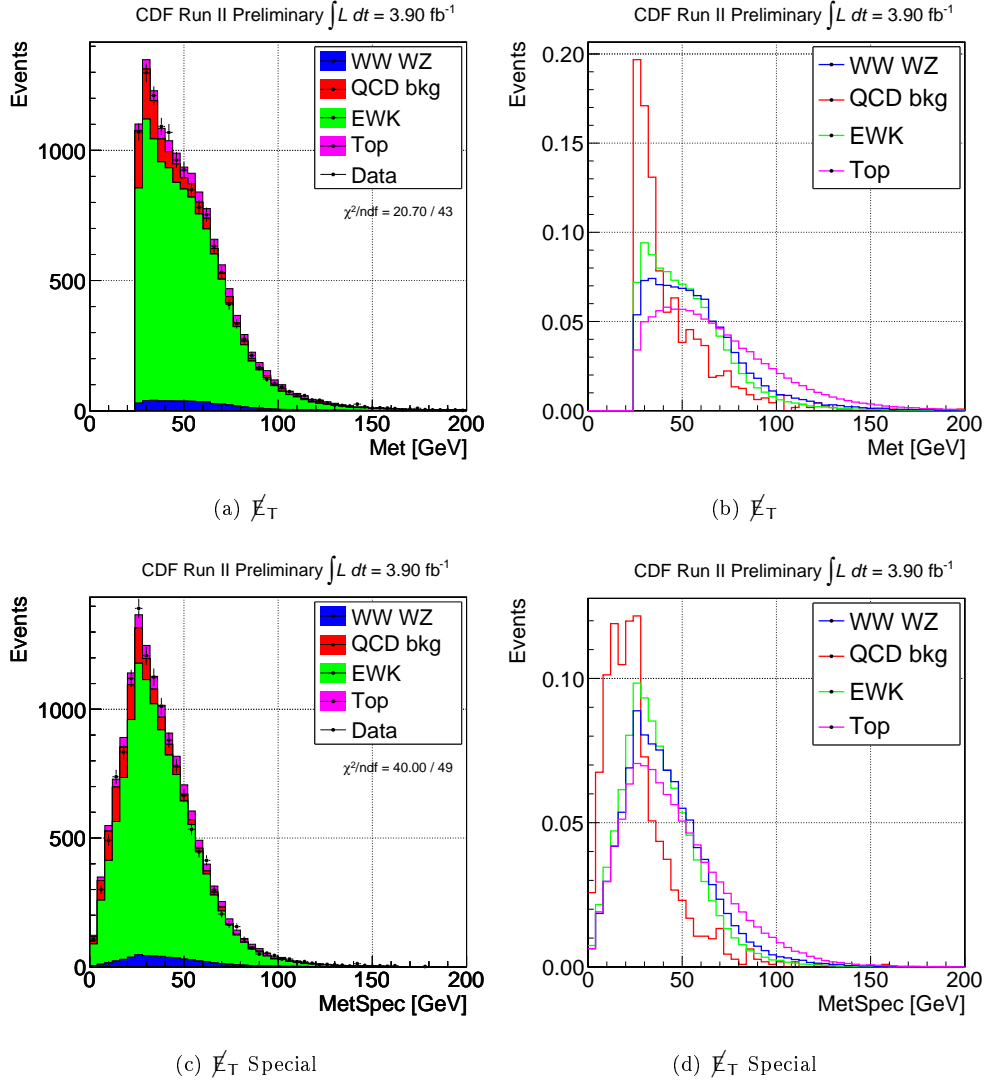 CDF Run II Preliminary ∫L dt = 3.90 fb⁻¹
Events
WW WZ
QCD bkg
EWK
Top
Data
χ²/ndf = 20.70 / 43
1000
500
0
0 50 100 150 200
Met [GeV]
(a) E̸_T
CDF Run II Preliminary ∫L dt = 3.90 fb⁻¹
Events
WW WZ
QCD bkg
EWK
Top
0.20
0.15
0.10
0.05
0.00
0 50 100 150 200
Met [GeV]
(b) E̸_T
CDF Run II Preliminary ∫L dt = 3.90 fb⁻¹
Events
WW WZ
QCD bkg
EWK
Top
Data
χ²/ndf = 40.00 / 49
1000
500
0
0 50 100 150 200
MetSpec [GeV]
(c) E̸_T Special
CDF Run II Preliminary ∫L dt = 3.90 fb⁻¹
Events
WW WZ
QCD bkg
EWK
Top
0.10
0.05
0.00
0 50 100 150 200
MetSpec [GeV]
(d) E̸_T Special